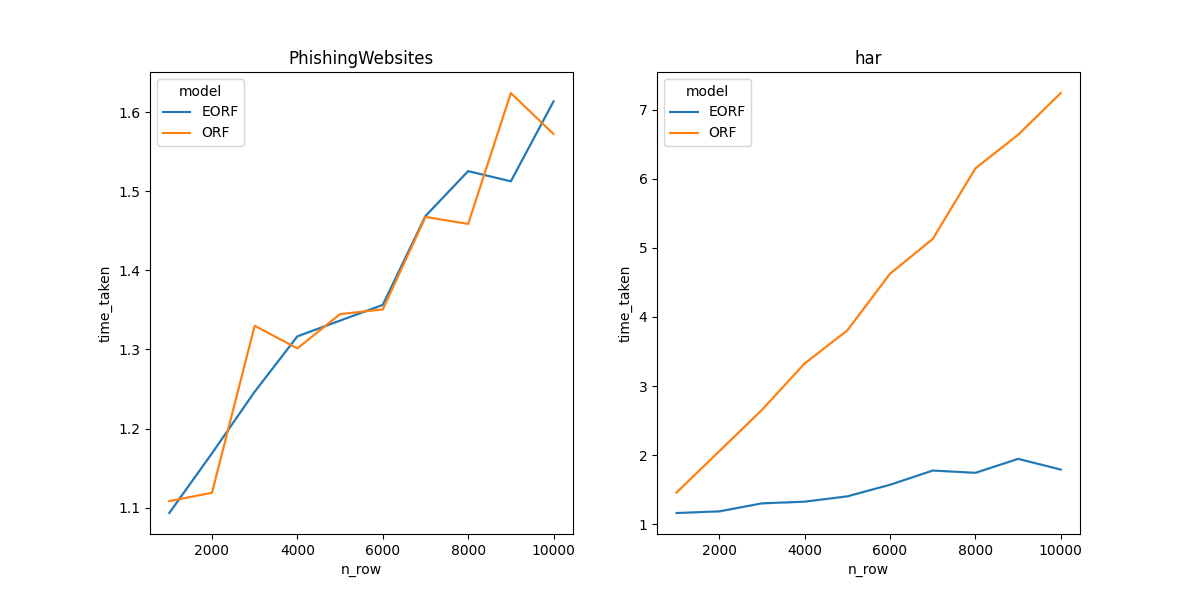 PhishingWebsites
model
EORF
ORF
1.6
1.5
1.4
1.3
1.2
1.1
time_taken
2000
4000
6000
8000
10000
n_row
har
model
EORF
ORF
7
6
5
4
3
2
1
time_taken
2000
4000
6000
8000
10000
n_row